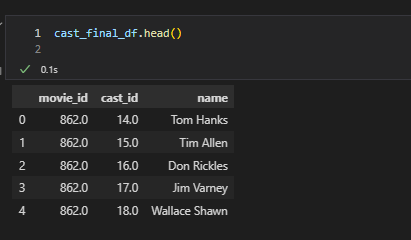 1 cast_final_df.head()
2
0.1s
movie_id cast_id name
0 862.0 14.0 Tom Hanks
1 862.0 15.0 Tim Allen
2 862.0 16.0 Don Rickles
3 862.0 17.0 Jim Varney
4 862.0 18.0 Wallace Shawn